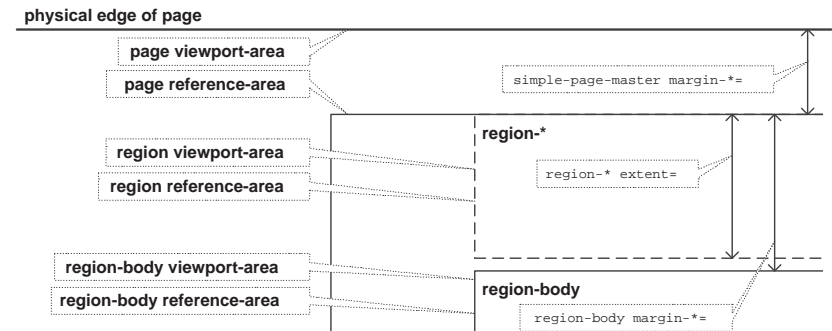 physical edge of page
page viewport-area
page reference-area
simple-page-master margin-*=
region-*
region viewport-area
region-* extent=
region reference-area
region-body viewport-area
region-body
region-body reference-area
region-body margin-*=